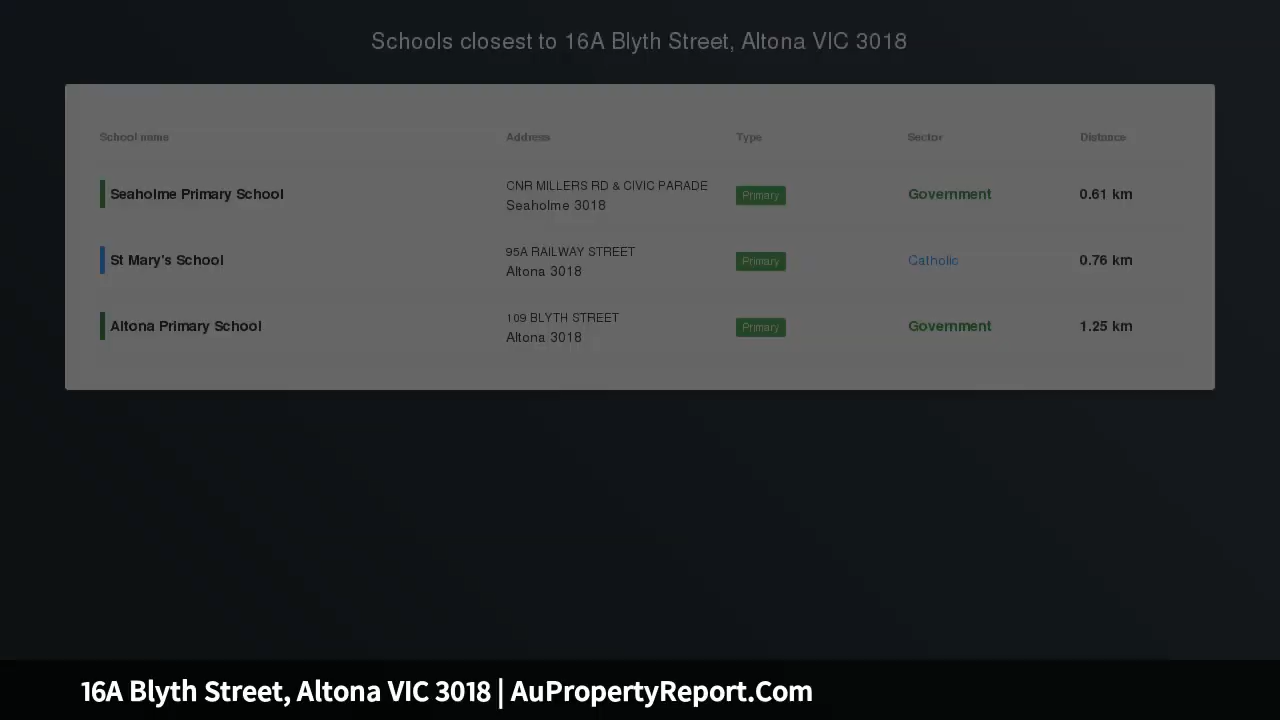 Schools closest to 16A Blyth Street, Altona VIC 3018
School name Address Type Sector Distance
Seaholme Primary School CNR MILLERS RD & CIVIC PARADE Seaholme 3018 Primary Government 0.61 km
St Mary's School 95A RAILWAY STREET Altona 3018 Primary Catholic 0.76 km
Altona Primary School 109 BLYTH STREET Altona 3018 Primary Government 1.25 km
16A Blyth Street, Altona VIC 3018 | AuPropertyReport.Com